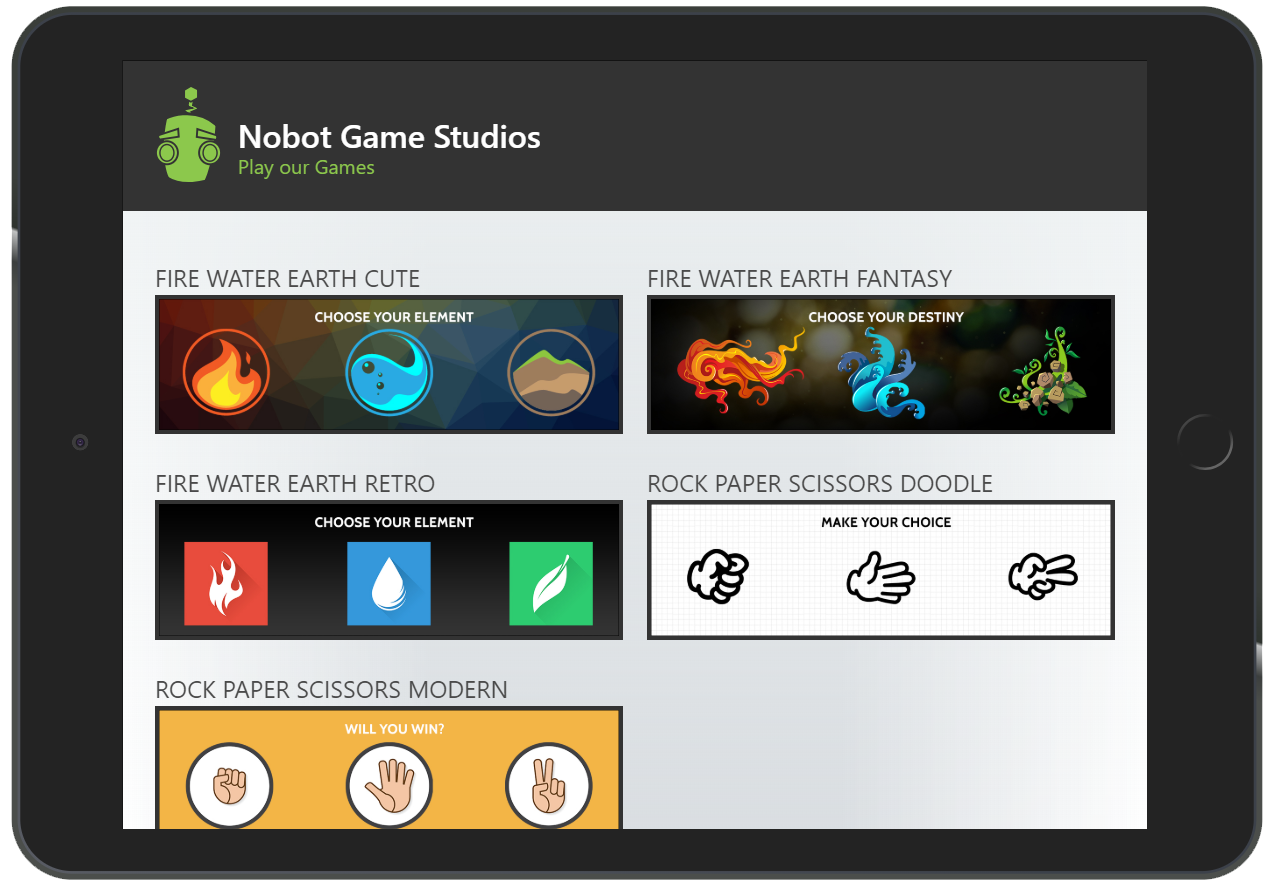 Nobot Game Studios
Play our Games
FIRE WATER EARTH CUTE
CHOOSE YOUR ELEMENT
FIRE WATER EARTH FANTASY
CHOOSE YOUR DESTINY
FIRE WATER EARTH RETRO
CHOOSE YOUR ELEMENT
ROCK PAPER SCISSORS DOODLE
MAKE YOUR CHOICE
ROCK PAPER SCISSORS MODERN
WILL YOU WIN?